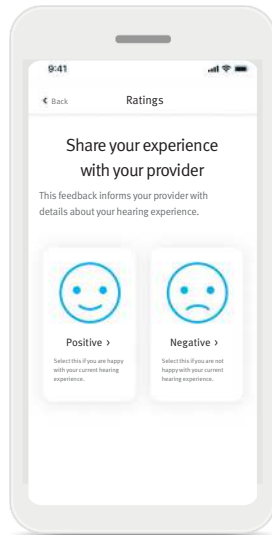 9:41
Back Ratings
Share your experience
with your provider
This feedback informs your provider with
details about your hearing experience.
Positive ›
Select this if you are happy
with your current hearing
experience.
Negative ›
Select this if you are not
happy with your current
hearing experience.